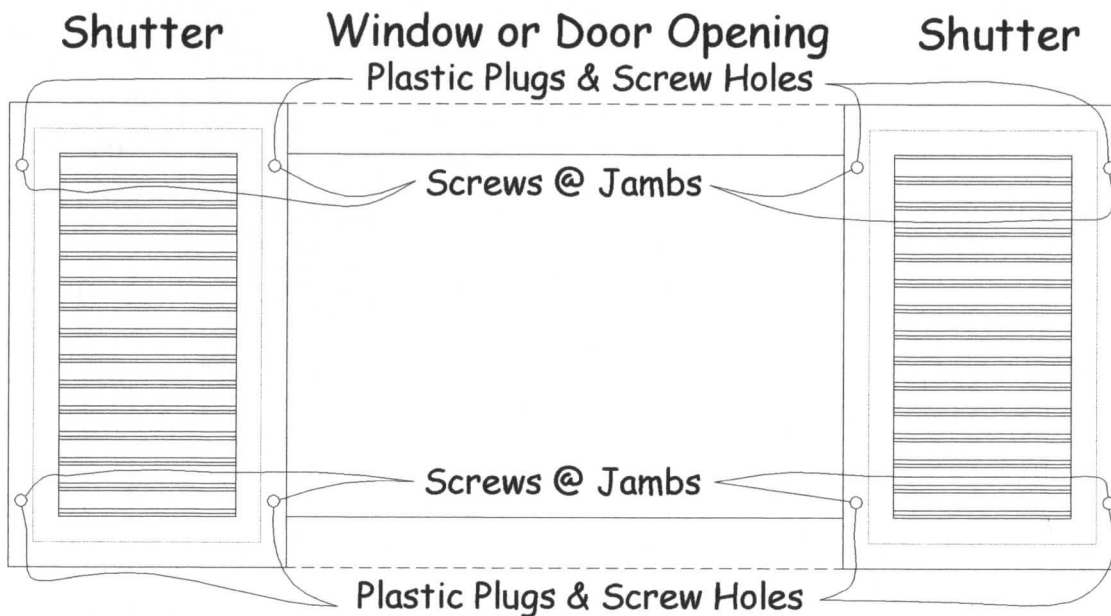 Shutter Window or Door Opening Shutter
Plastic Plugs & Screw Holes
Screws @ Jambs
Screws @ Jambs
Plastic Plugs & Screw Holes